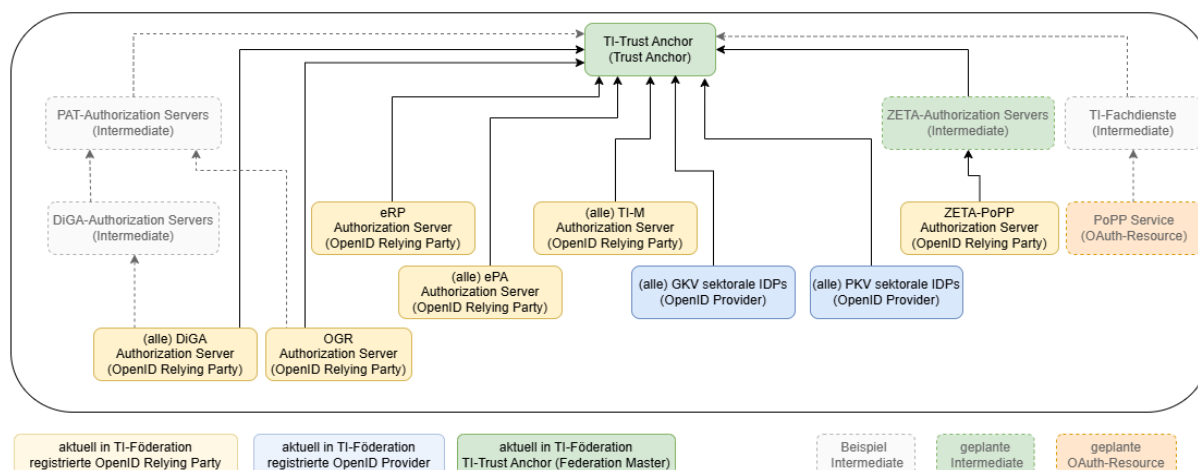 TI-Trust Anchor
(Trust Anchor)
PAT-Authorization Servers
(Intermediate)
ZETA-Authorization Servers
(Intermediate)
TI-Fachdienste
(Intermediate)
DiGA-Authorization Servers
(Intermediate)
eRP
Authorization Server
(OpenID Relying Party)
(alle) TI-M
Authorization Server
(OpenID Relying Party)
ZETA-PoPP
Authorization Server
(OpenID Relying Party)
PoPP Service
(OAuth-Resource)
(alle) ePA
Authorization Server
(OpenID Relying Party)
(alle) GKV sektorale IDPs
(OpenID Provider)
(alle) PKV sektorale IDPs
(OpenID Provider)
(alle) DiGA
Authorization Server
(OpenID Relying Party)
OGR
Authorization Server
(OpenID Relying Party)
aktuell in TI-Föderation
registrierte OpenID Relying Party
aktuell in TI-Föderation
registrierte OpenID Provider
aktuell in TI-Föderation
TI-Trust Anchor (Federation Master)
Beispiel
Intermediate
geplante
Intermediate
geplante
OAuth-Resource